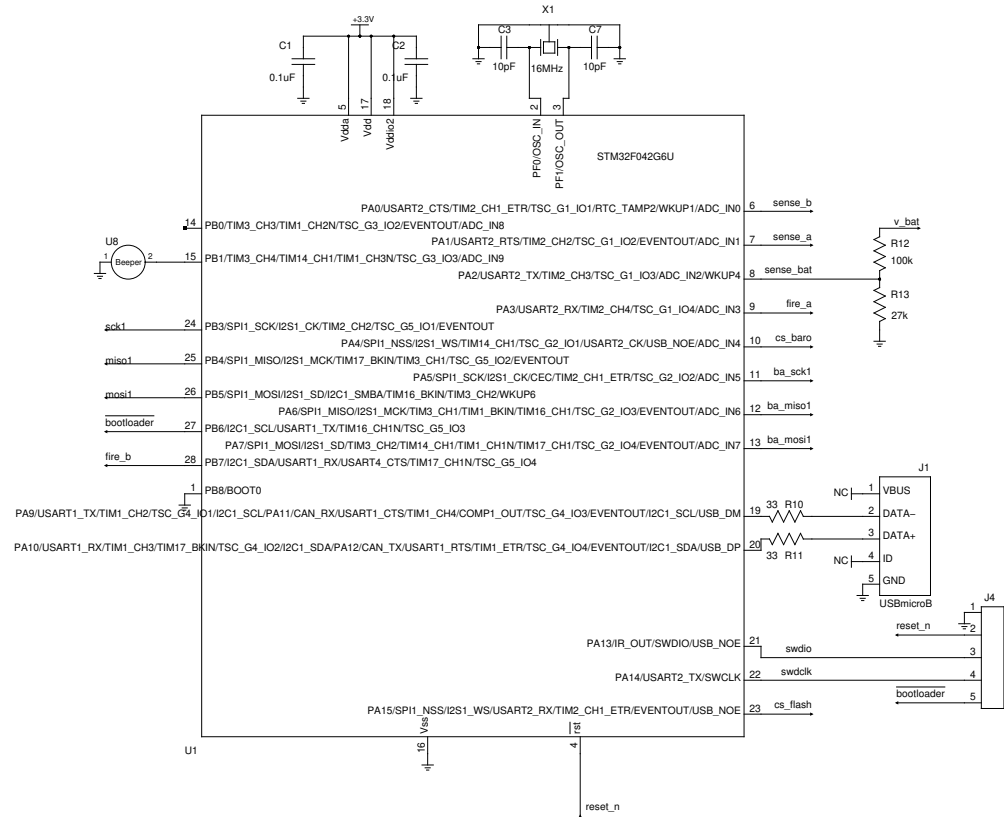 X1
+3.3V
C1
C2
C3
C7
0.1uF
0.1uF
10pF
16MHz
10pF
5
17
18
2
3
Vdda
Vdd
Vddio2
PF0/OSC_IN
PF1/OSC_OUT
STM32F042G6U
PA0/USART2_CTS/TIM2_CH1_ETR/TSC_G1_IO1/RTC_TAMP2/WKUP1/ADC_IN0 6 sense_b
14 PB0/TIM3_CH3/TIM1_CH2N/TSC_G3_IO2/EVENTOUT/ADC_IN8
v_bat
PA1/USART2_RTS/TIM2_CH2/TSC_G1_IO2/EVENTOUT/ADC_IN1 7 sense_a
U8
R12
100k
1 Beeper 2 15 PB1/TIM3_CH4/TIM14_CH1/TIM1_CH3N/TSC_G3_IO3/ADC_IN9
PA2/USART2_TX/TIM2_CH3/TSC_G1_IO3/ADC_IN2/WKUP4 8 sense_bat
R13
27k
PA3/USART2_RX/TIM2_CH4/TSC_G1_IO4/ADC_IN3 9 fire_a
sck1 24 PB3/SPI1_SCK/I2S1_CK/TIM2_CH2/TSC_G5_IO1/EVENTOUT
PA4/SPI1_NSS/I2S1_WS/TIM14_CH1/TSC_G2_IO1/USART2_CK/USB_NOE/ADC_IN4 10 cs_baro
miso1 25 PB4/SPI1_MISO/I2S1_MCK/TIM17_BKIN/TIM3_CH1/TSC_G5_IO2/EVENTOUT
PA5/SPI1_SCK/I2S1_CK/CEC/TIM2_CH1_ETR/TSC_G2_IO2/ADC_IN5 11 ba_sck1
mosi1 26 PB5/SPI1_MOSI/I2S1_SD/I2C1_SMBA/TIM16_BKIN/TIM3_CH2/WKUP6
PA6/SPI1_MISO/I2S1_MCK/TIM3_CH1/TIM1_BKIN/TIM16_CH1/TSC_G2_IO3/EVENTOUT/ADC_IN6 12 ba_miso1
bootloader 27 PB6/I2C1_SCL/USART1_TX/TIM16_CH1N/TSC_G5_IO3
PA7/SPI1_MOSI/I2S1_SD/TIM3_CH2/TIM14_CH1/TIM1_CH1N/TIM17_CH1/TSC_G2_IO4/EVENTOUT/ADC_IN7 13 ba_mosi1
fire_b 28 PB7/I2C1_SDA/USART1_RX/USART4_CTS/TIM17_CH1N/TSC_G5_IO4
J1
1 PB8/BOOT0
NC 1 VBUS
PA9/USART1_TX/TIM1_CH2/TSC_G4_IO1/I2C1_SCL/PA11/CAN_RX/USART1_CTS/TIM1_CH4/COMP1_OUT/TSC_G4_IO3/EVENTOUT/I2C1_SCL/USB_DM 19 33 R10 2 DATA−
3 DATA+
PA10/USART1_RX/TIM1_CH3/TIM17_BKIN/TSC_G4_IO2/I2C1_SDA/PA12/CAN_TX/USART1_RTS/TIM1_ETR/TSC_G4_IO4/EVENTOUT/I2C1_SDA/USB_DP 20 33 R11
NC 4 ID
5 GND
USBmicroB
J4
1
reset_n 2
PA13/IR_OUT/SWDIO/USB_NOE 21 swdio 3
PA14/USART2_TX/SWCLK 22 swdclk 4
bootloader 5
PA15/SPI1_NSS/I2S1_WS/USART2_RX/TIM2_CH1_ETR/EVENTOUT/USB_NOE 23 cs_flash
Vss
rst
U1
16
4
reset_n